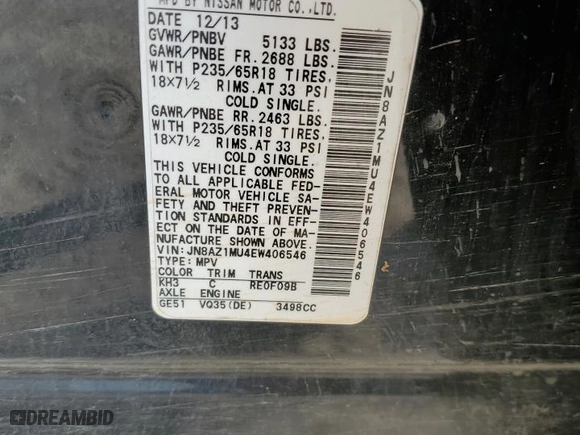 MFD BY NISSAN MOTOR CO.,LTD.
DATE 12/13
GVWR/PNBV 5133 LBS.
GAWR/PNBE FR. 2688 LBS.
WITH P235/65R18 TIRES,
18×7½ RIMS.AT 33 PSI
COLD SINGLE.
GAWR/PNBE RR. 2463 LBS.
WITH P235/65R18 TIRES,
18×7½ RIMS.AT 33 PSI
COLD SINGLE.
THIS VEHICLE CONFORMS
TO ALL APPLICABLE FED-
ERAL MOTOR VEHICLE SA-
FETY AND THEFT PREVEN-
TION STANDARDS IN EFF-
ECT ON THE DATE OF MA-
NUFACTURE SHOWN ABOVE.
VIN:JN8AZ1MU4EW406546
TYPE: MPV
COLOR TRIM TRANS
KH3 C RE0F09B
AXLE ENGINE
GE51 VQ35(DE) 3498CC
JN8AZ1MU4EW406546
DREAMBID